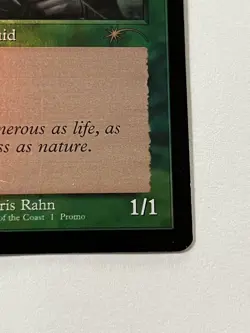 uid
nerous as life, as
ss as nature.
ris Rahn
of the Coast 1 Promo
1/1